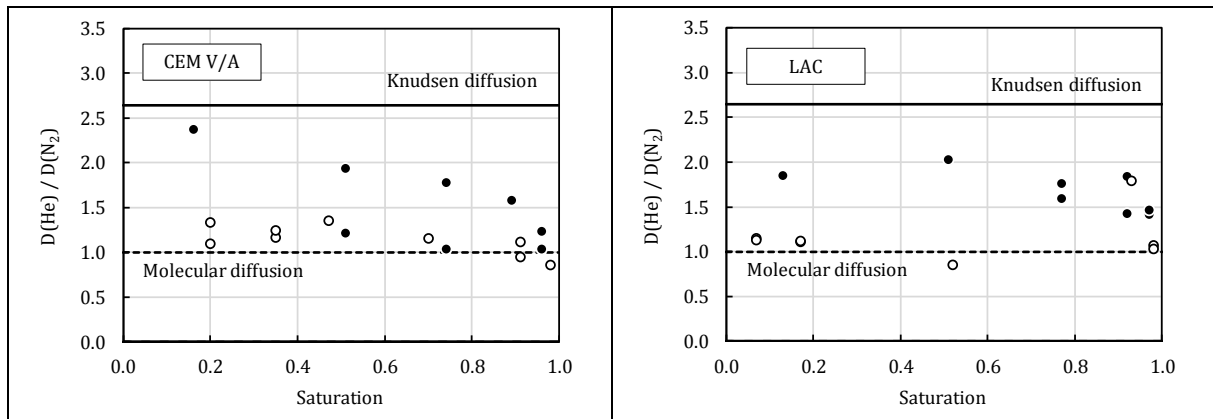 3.5
CEM V/A
3.0
Knudsen diffusion
2.5
2.0
1.5
1.0
Molecular diffusion
0.5
0.0
0.0 0.2 0.4 0.6 0.8 1.0
Saturation
D(He) / D(N₂)
3.5
LAC
3.0
Knudsen diffusion
2.5
2.0
1.5
1.0
Molecular diffusion
0.5
0.0
0.0 0.2 0.4 0.6 0.8 1.0
Saturation
D(He) / D(N₂)